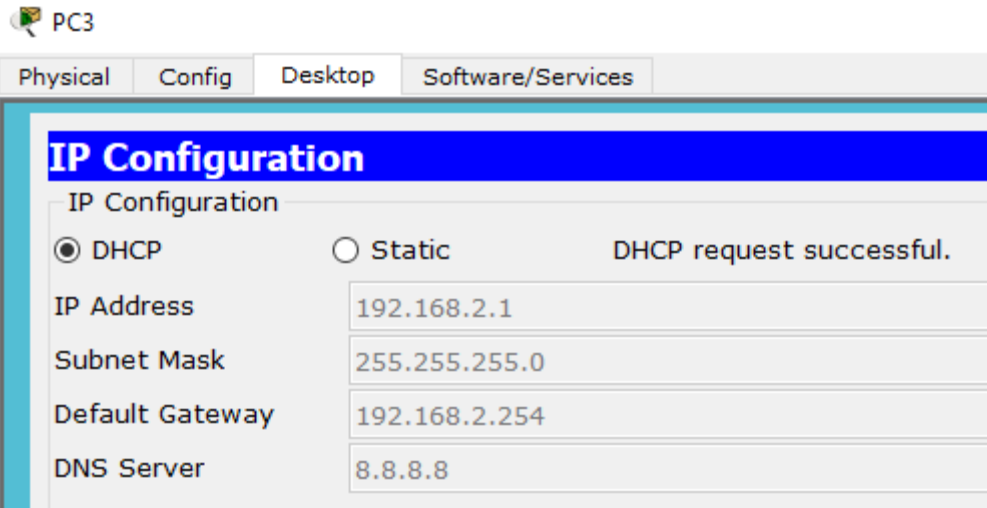 PC3
Physical Config Desktop Software/Services
IP Configuration
IP Configuration
DHCP Static DHCP request successful.
IP Address 192.168.2.1
Subnet Mask 255.255.255.0
Default Gateway 192.168.2.254
DNS Server 8.8.8.8